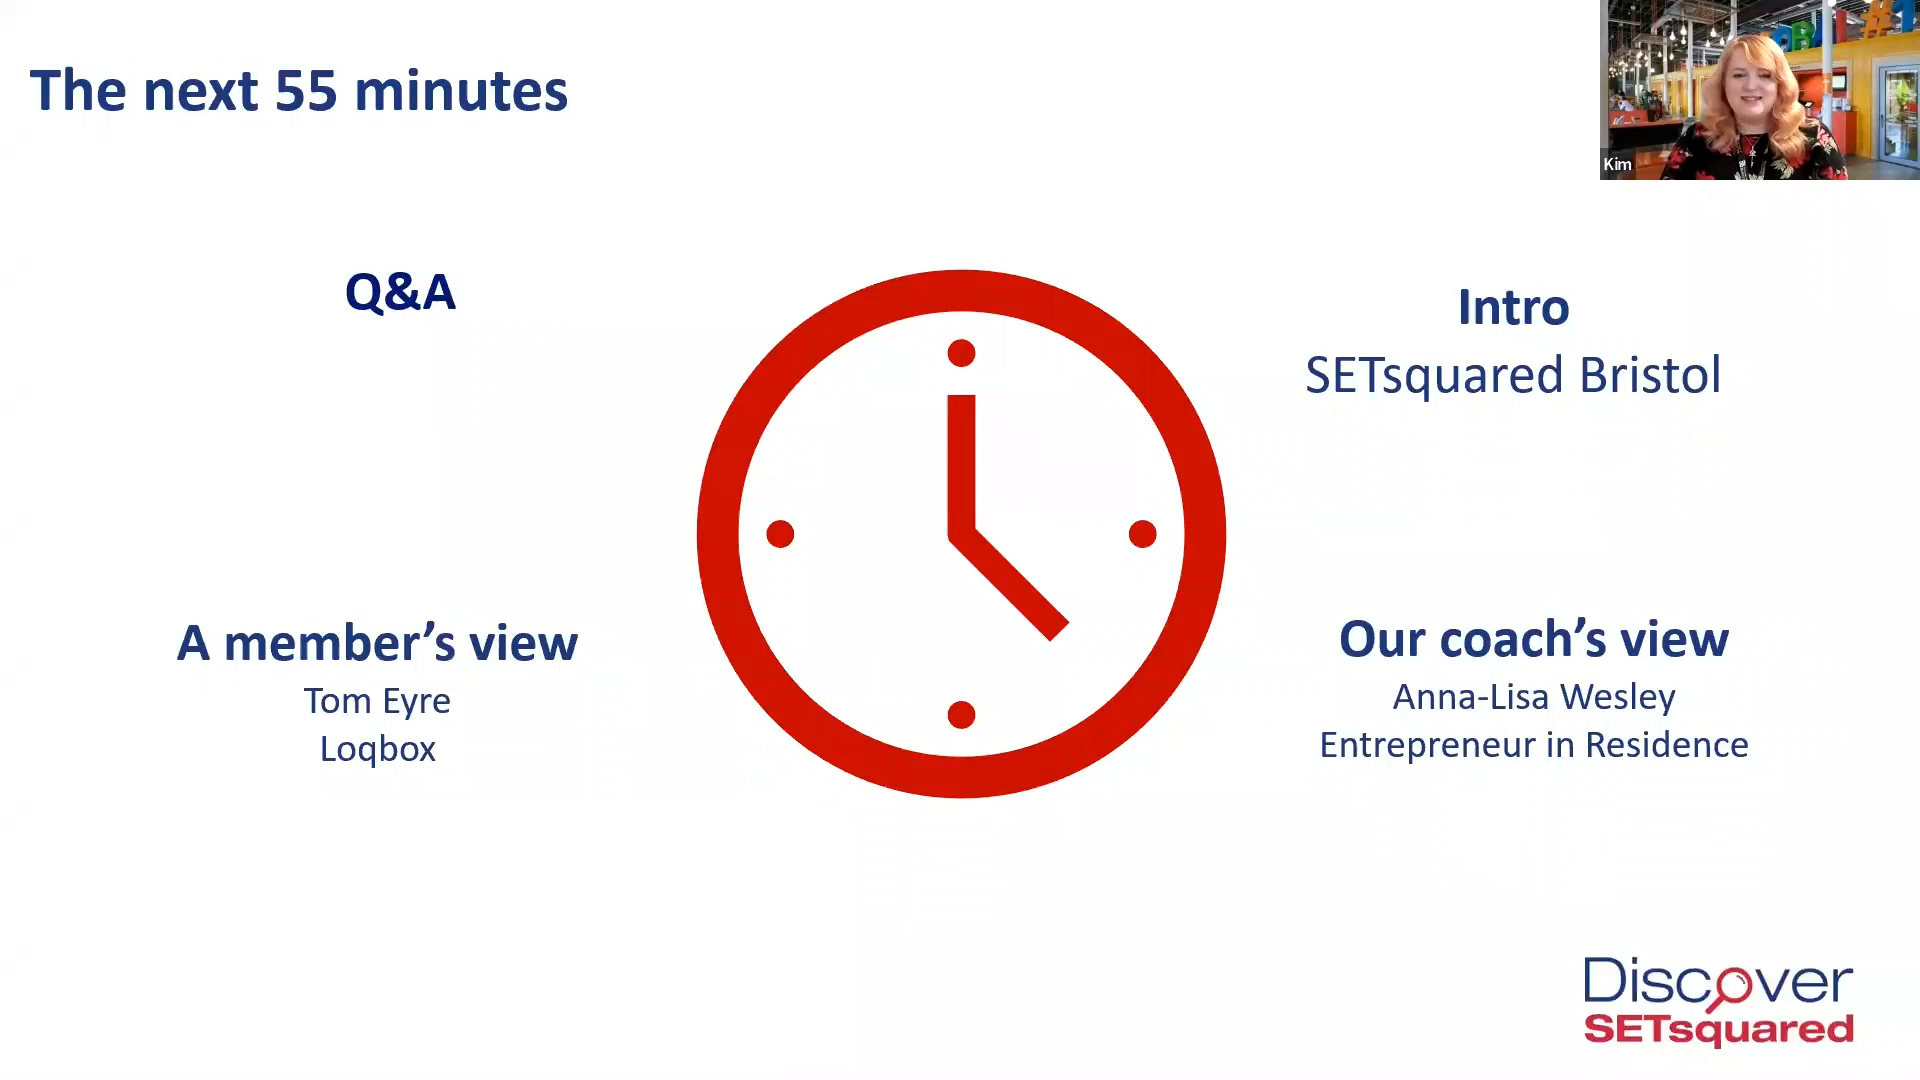 The next 55 minutes
Kim
Q&A
Intro
SETsquared Bristol
A member’s view
Tom Eyre
Loqbox
Our coach’s view
Anna-Lisa Wesley
Entrepreneur in Residence
Discover
SETsquared